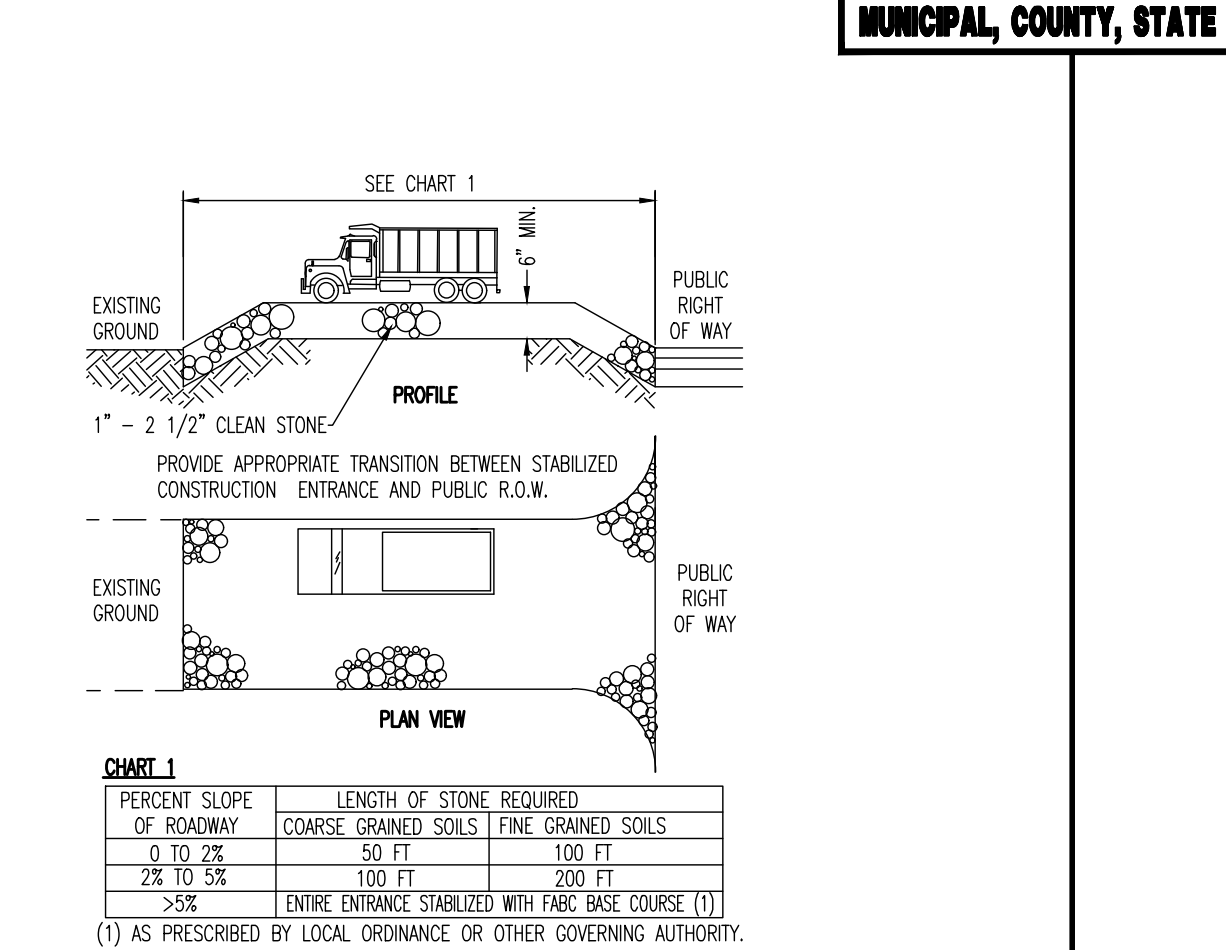 MUNICIPAL, COUNTY, STATE
SEE CHART 1
6" MIN.
EXISTING
GROUND
PUBLIC
RIGHT
OF WAY
PROFILE
1" - 2 1/2" CLEAN STONE
PROVIDE APPROPRIATE TRANSITION BETWEEN STABILIZED
CONSTRUCTION ENTRANCE AND PUBLIC R.O.W.
EXISTING
GROUND
PUBLIC
RIGHT
OF WAY
PLAN VIEW
CHART 1
PERCENT SLOPE
OF ROADWAY
LENGTH OF STONE REQUIRED
COARSE GRAINED SOILS FINE GRAINED SOILS
0 TO 2% 50 FT 100 FT
2% TO 5% 100 FT 200 FT
>5% ENTIRE ENTRANCE STABILIZED WITH FABC BASE COURSE (1)
(1) AS PRESCRIBED BY LOCAL ORDINANCE OR OTHER GOVERNING AUTHORITY.